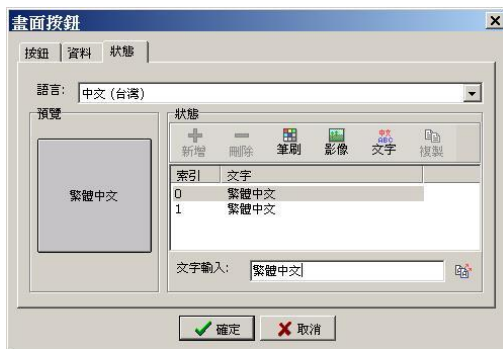 畫面按鈕
按鈕 資料 狀態
語言: 中文 (台灣)
預覽
繁體中文
狀態
新增 刪除 筆刷 影像 文字 複製
索引 文字
0 繁體中文
1 繁體中文
文字輸入: 繁體中文
確定 取消